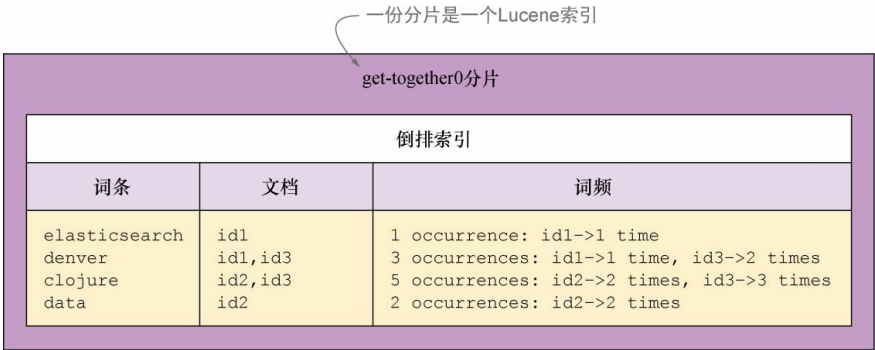 一份分片是一个Lucene索引
get-together0分片
倒排索引
词条 文档 词频
elasticsearch id1 1 occurrence: id1->1 time
denver id1,id3 3 occurrences: id1->1 time, id3->2 times
clojure id2,id3 5 occurrences: id2->2 times, id3->3 times
data id2 2 occurrences: id2->2 times